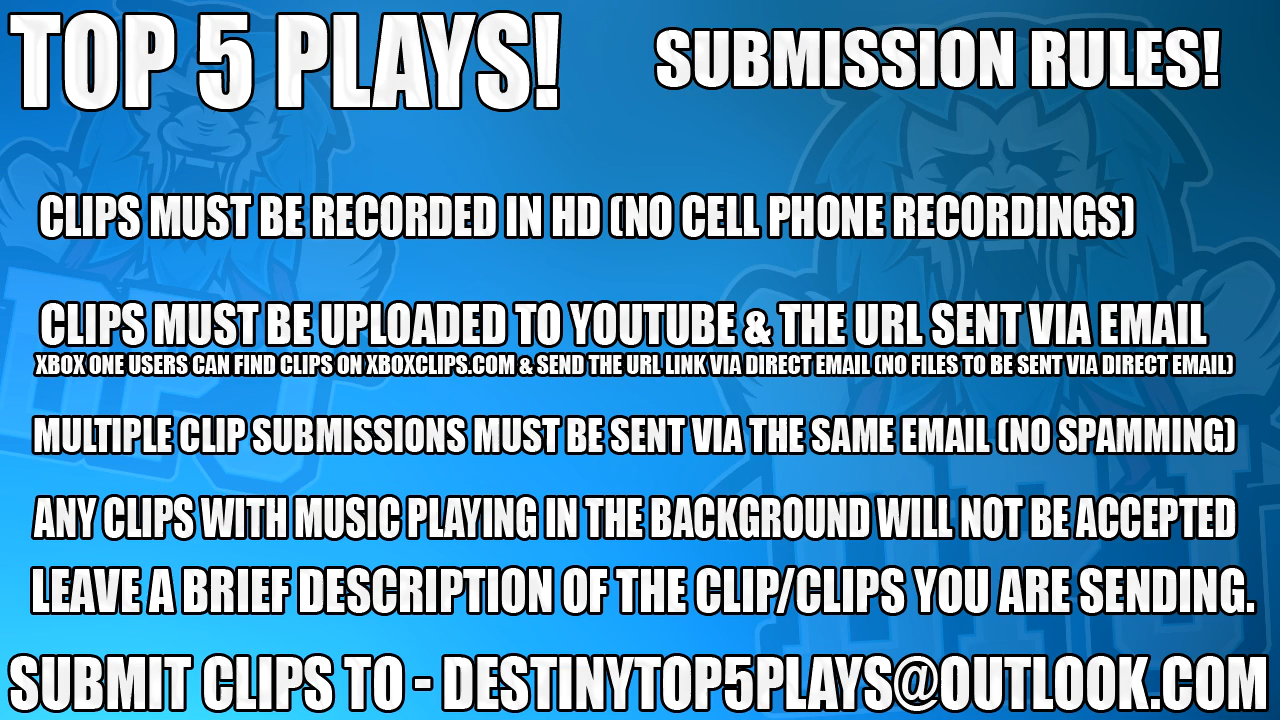 TOP 5 PLAYS!
SUBMISSION RULES!
CLIPS MUST BE RECORDED IN HD (NO CELL PHONE RECORDINGS)
CLIPS MUST BE UPLOADED TO YOUTUBE & THE URL SENT VIA EMAIL
XBOX ONE USERS CAN FIND CLIPS ON XBOXCLIPS.COM & SEND THE URL LINK VIA DIRECT EMAIL (NO FILES TO BE SENT VIA DIRECT EMAIL)
MULTIPLE CLIP SUBMISSIONS MUST BE SENT VIA THE SAME EMAIL (NO SPAMMING)
ANY CLIPS WITH MUSIC PLAYING IN THE BACKGROUND WILL NOT BE ACCEPTED
LEAVE A BRIEF DESCRIPTION OF THE CLIP/CLIPS YOU ARE SENDING.
SUBMIT CLIPS TO - DESTINYTOP5PLAYS@OUTLOOK.COM